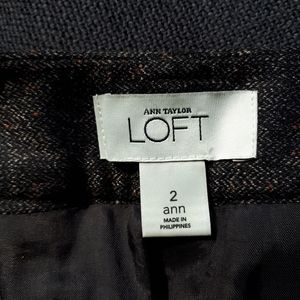 ANN TAYLOR
LOFT
2
ann
MADE IN
PHILIPPINES